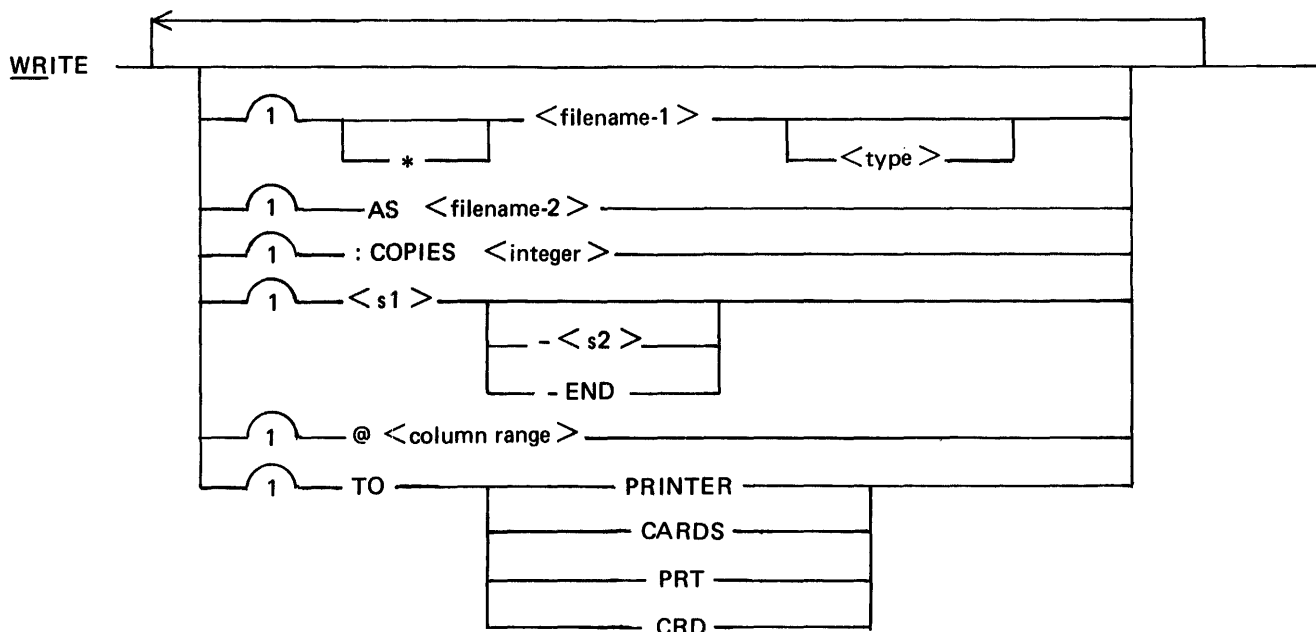 WRITE
1 <filename-1>
* <type>
1 AS <filename-2>
1 : COPIES <integer>
1 <s1>
- <s2>
- END
1 @ <column range>
1 TO PRINTER
CARDS
PRT
CRD